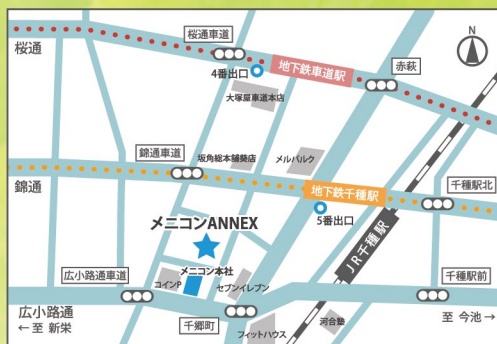 桜通車道
N
桜通
4番出口
地下鉄車道駅
赤萩
大塚屋車道本店
錦通車道
坂角総本舗葵店
メルパルク
錦通
地下鉄千種駅
千種駅北
5番出口
メニコンANNEX
JR千種駅
メニコン本社
コインP
セブンイレブン
広小路通車道
千種駅前
広小路通
←至 新栄
千郷町
フィットハウス
河合塾
至 今池→